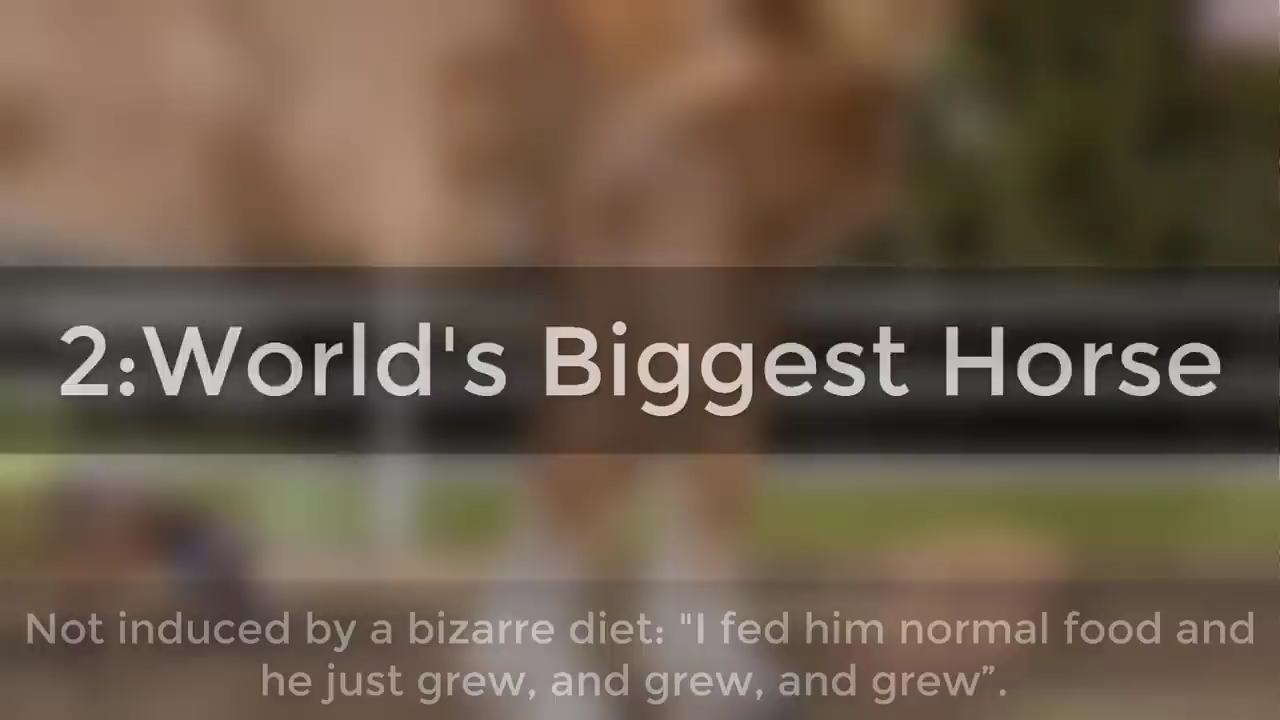 2:World's Biggest Horse
Not induced by a bizarre diet: "I fed him normal food and
he just grew, and grew, and grew”.